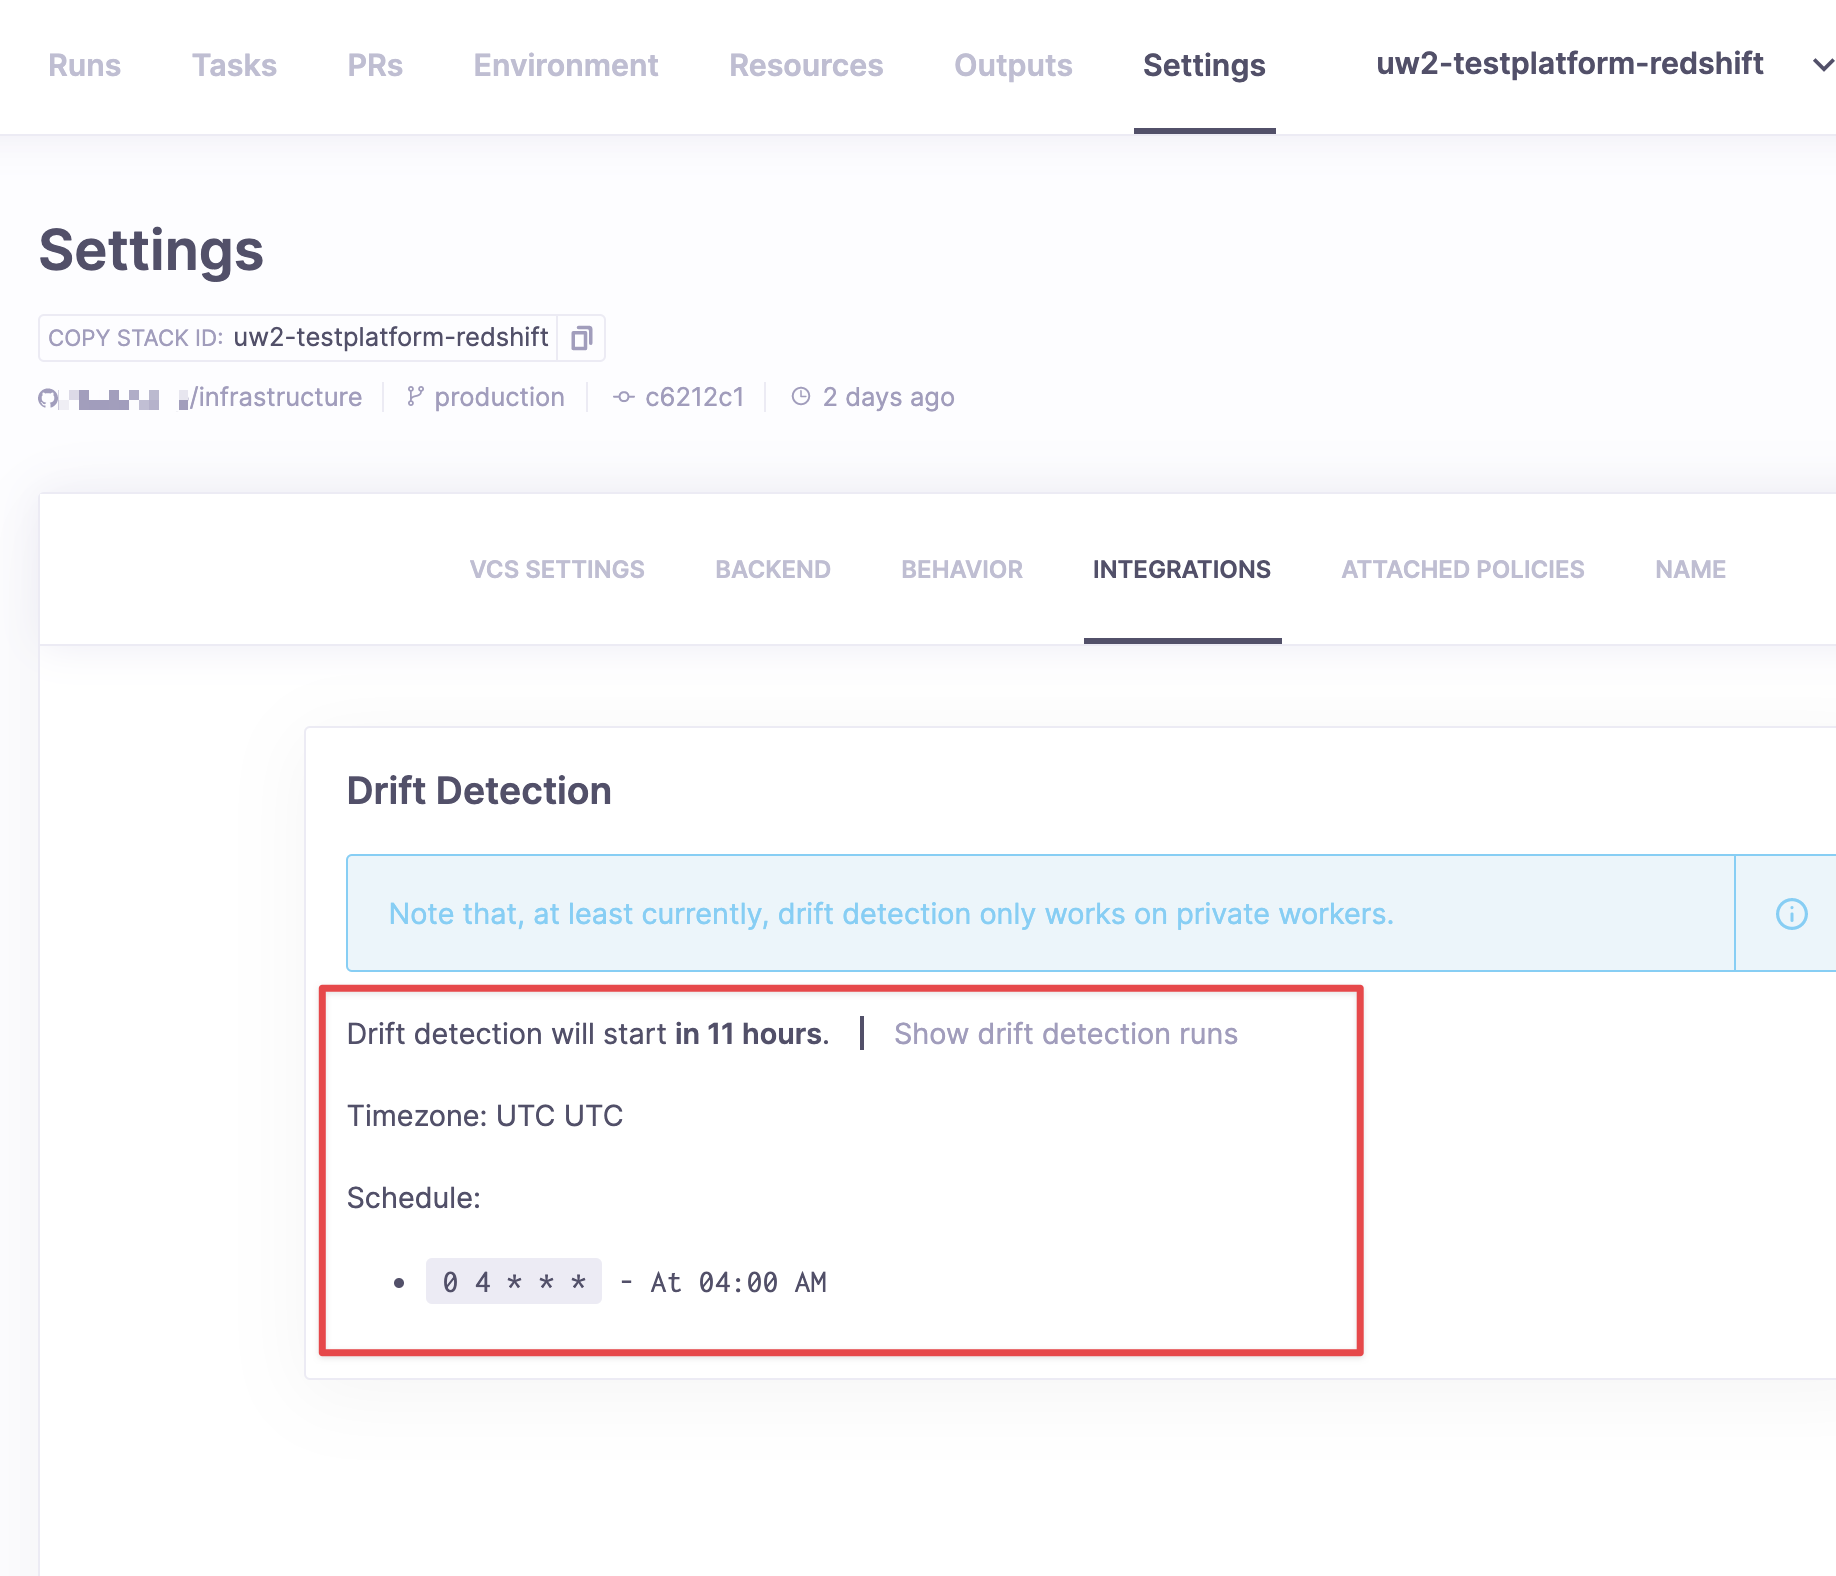 Runs Tasks PRs Environment Resources Outputs Settings uw2-testplatform-redshift
Settings
COPY STACK ID: uw2-testplatform-redshift
/infrastructure production c6212c1 2 days ago
VCS SETTINGS BACKEND BEHAVIOR INTEGRATIONS ATTACHED POLICIES NAME
Drift Detection
Note that, at least currently, drift detection only works on private workers.
Drift detection will start in 11 hours. | Show drift detection runs
Timezone: UTC UTC
Schedule:
• 0 4 * * * - At 04:00 AM